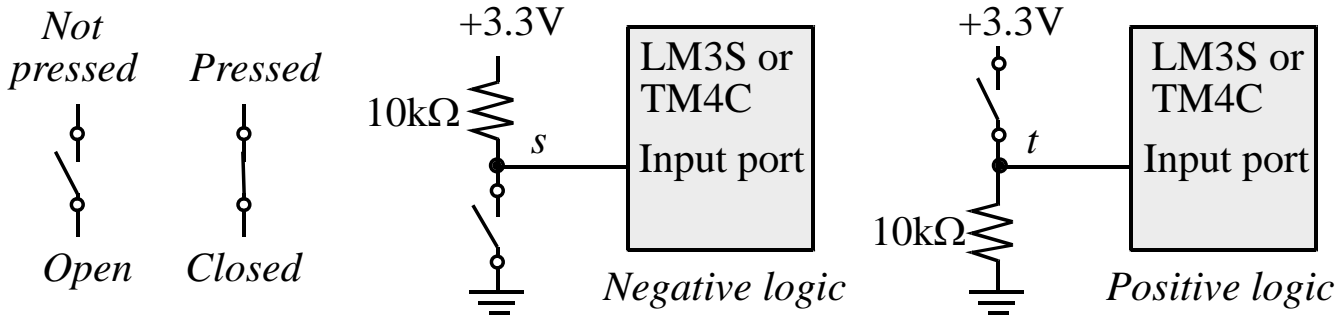 Not
pressed
Pressed
Open
Closed
+3.3V
10kΩ
s
LM3S or
TM4C
Input port
Negative logic
+3.3V
t
10kΩ
LM3S or
TM4C
Input port
Positive logic